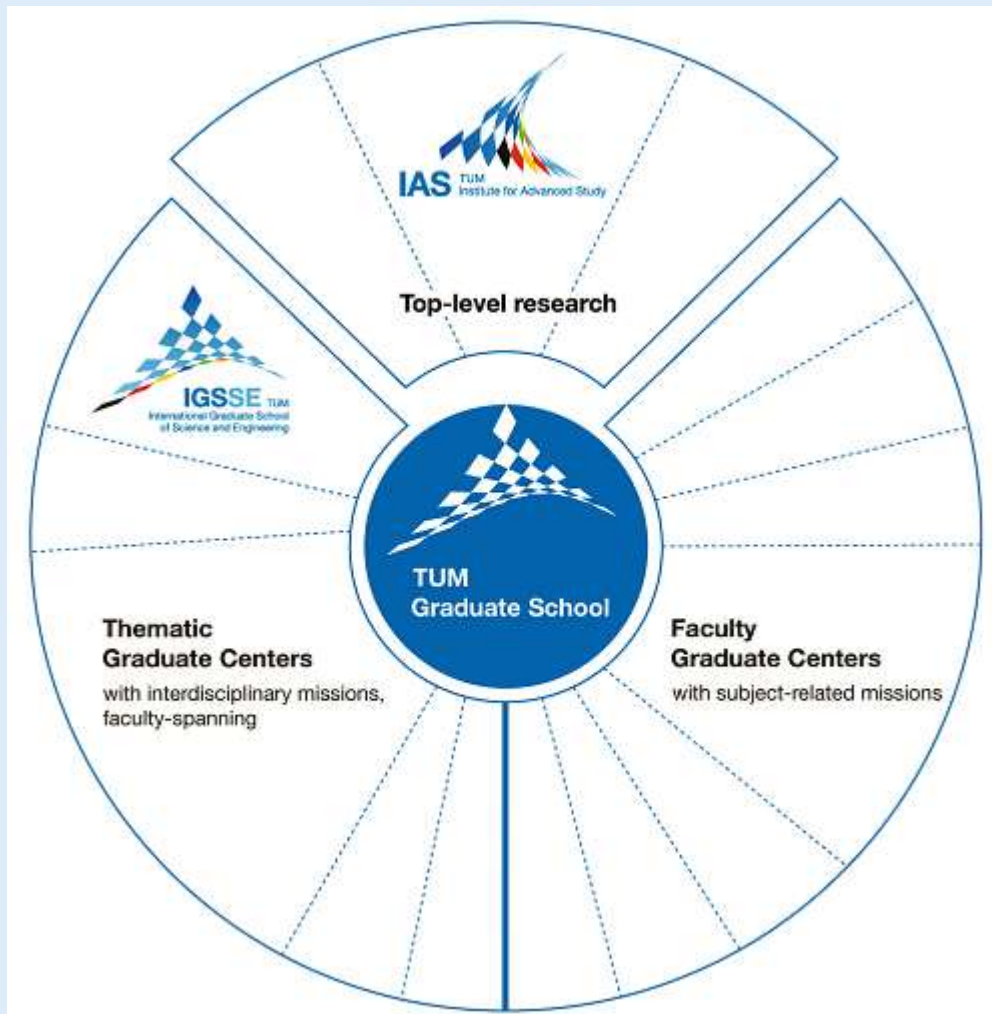 IAS TUM
Institute for Advanced Study
Top-level research
IGSSE TUM
International Graduate School
of Science and Engineering
TUM
Graduate School
Thematic
Graduate Centers
with interdisciplinary missions,
faculty-spanning
Faculty
Graduate Centers
with subject-related missions